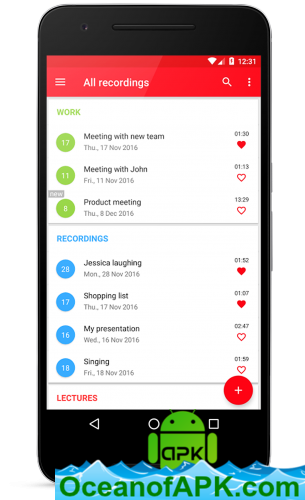 12:31
All recordings
WORK
17 Meeting with new team 01:30
Thu., 17 Nov 2016
11 Meeting with John 01:13
Fri., 11 Nov 2016
new
8 Product meeting 13:29
Thu., 8 Dec 2016
RECORDINGS
28 Jessica laughing 01:52
Mon., 28 Nov 2016
17 Shopping list 01:07
Thu., 17 Nov 2016
16 My presentation 02:47
Wed., 16 Nov 2016
18 Singing 01:59
Fri., 18 Nov 2016
LECTURES
+
APK
OceanofAPK.com